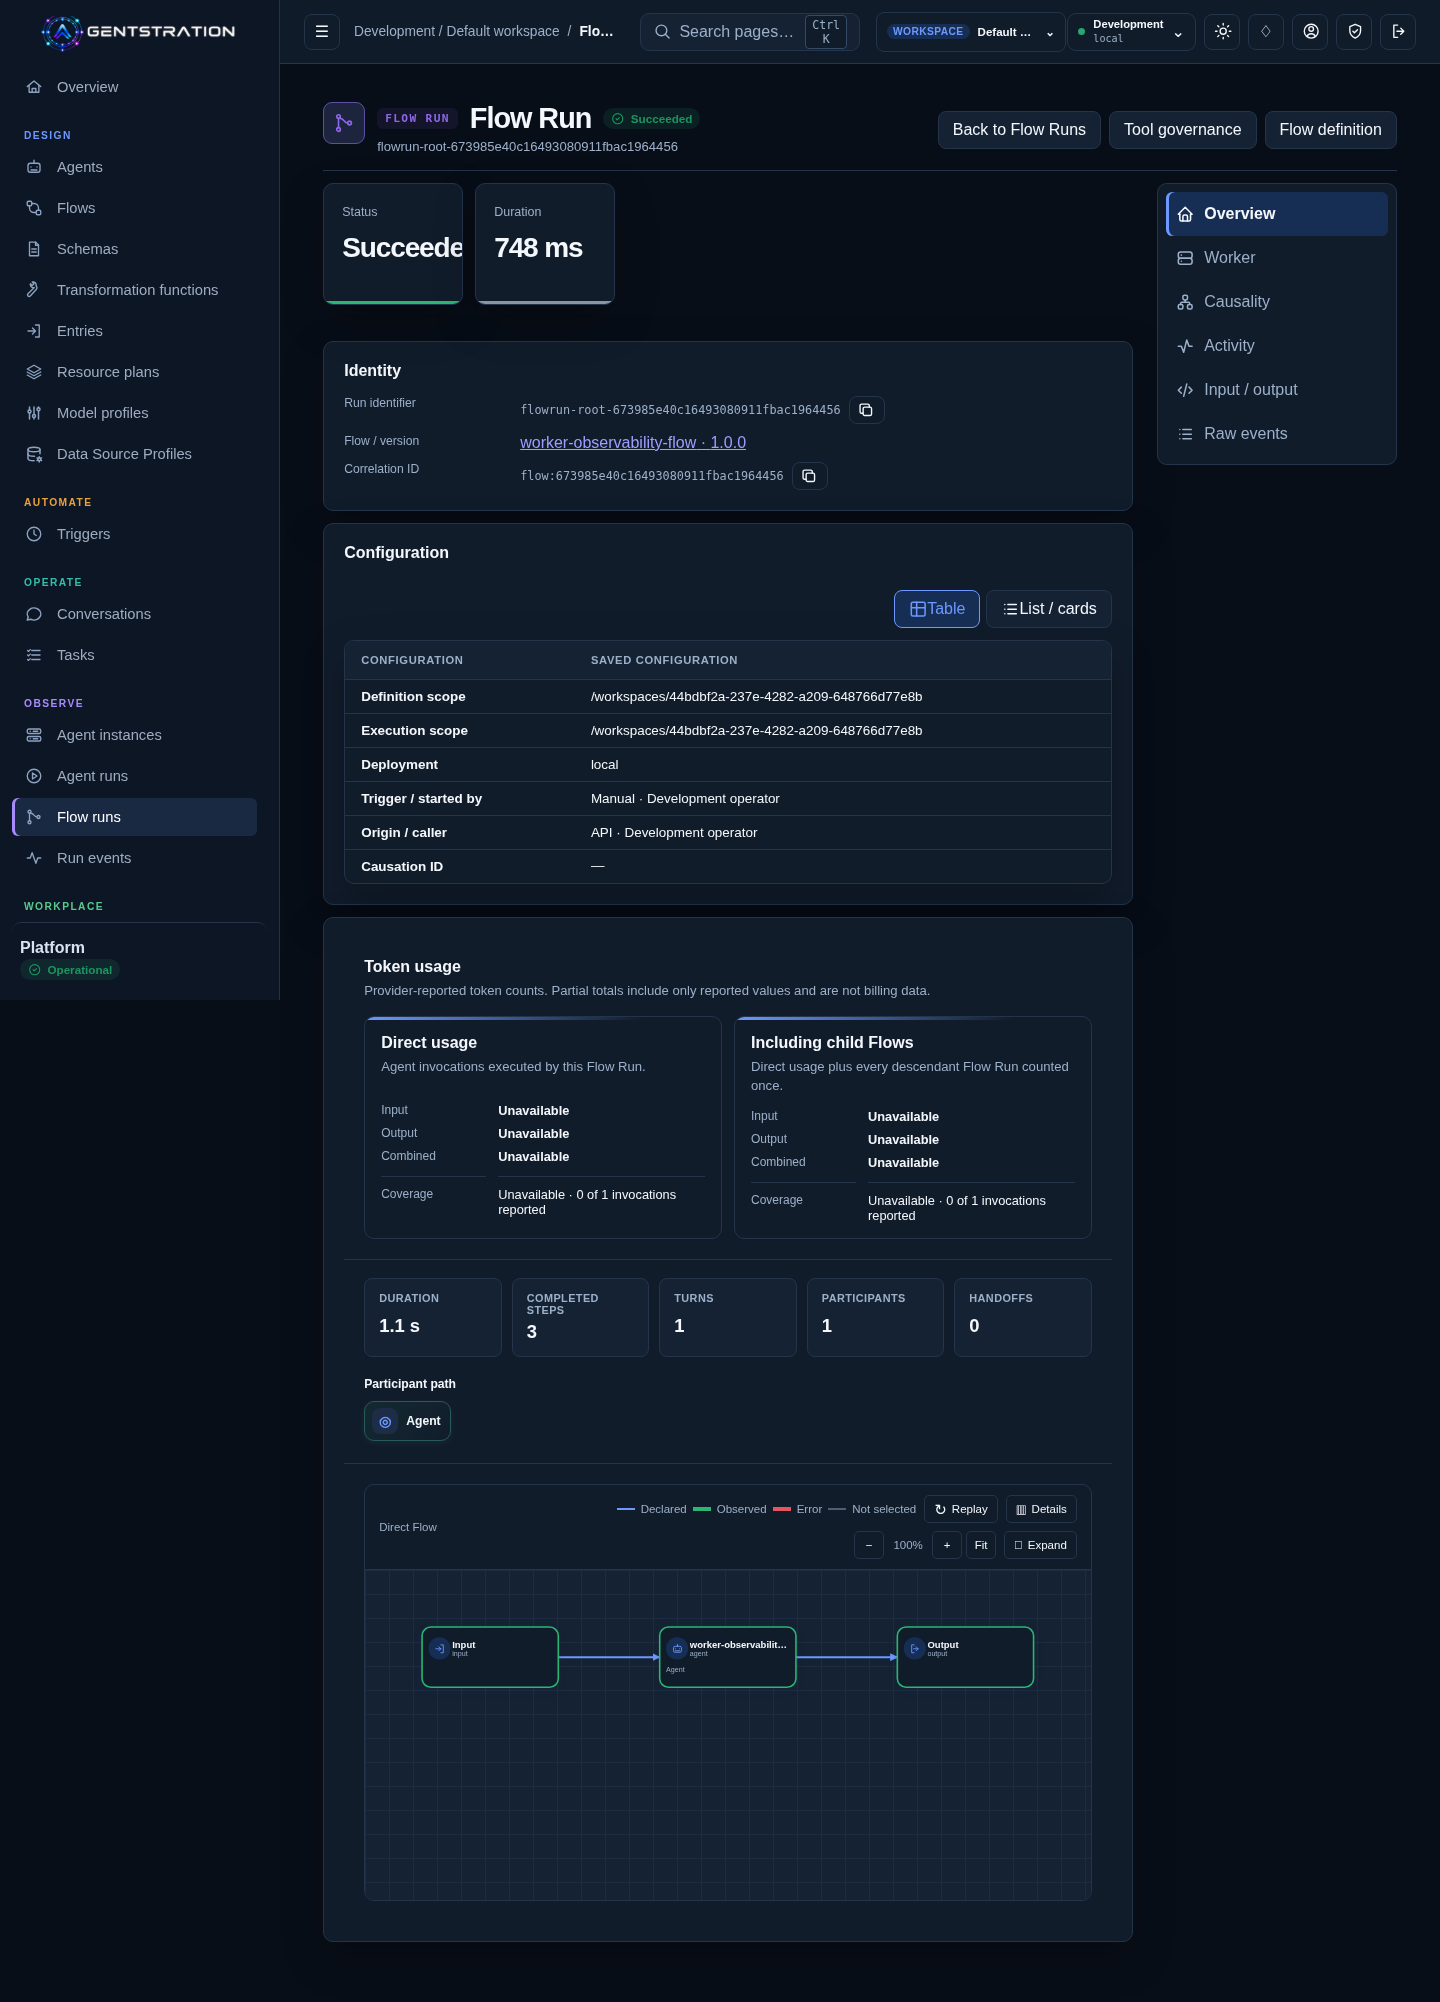 GENTSTRATION
Overview
DESIGN
Agents
Flows
Schemas
Transformation functions
Entries
Resource plans
Model profiles
Data Source Profiles
AUTOMATE
Triggers
OPERATE
Conversations
Tasks
OBSERVE
Agent instances
Agent runs
Flow runs
Run events
WORKPLACE
Platform
Operational
Development / Default workspace / Flo…
Search pages…
Ctrl
K
WORKSPACE Default …
Development
local
FLOW RUN Flow Run Succeeded
flowrun-root-673985e40c16493080911fbac1964456
Back to Flow Runs Tool governance Flow definition
Status
Succeede
Duration
748 ms
Overview
Worker
Causality
Activity
Input / output
Raw events
Identity
Run identifier flowrun-root-673985e40c16493080911fbac1964456
Flow / version worker-observability-flow · 1.0.0
Correlation ID flow:673985e40c16493080911fbac1964456
Configuration
Table List / cards
CONFIGURATION SAVED CONFIGURATION
Definition scope /workspaces/44bdbf2a-237e-4282-a209-648766d77e8b
Execution scope /workspaces/44bdbf2a-237e-4282-a209-648766d77e8b
Deployment local
Trigger / started by Manual · Development operator
Origin / caller API · Development operator
Causation ID —
Token usage
Provider-reported token counts. Partial totals include only reported values and are not billing data.
Direct usage
Agent invocations executed by this Flow Run.
Input Unavailable
Output Unavailable
Combined Unavailable
Coverage Unavailable · 0 of 1 invocations
reported
Including child Flows
Direct usage plus every descendant Flow Run counted
once.
Input Unavailable
Output Unavailable
Combined Unavailable
Coverage Unavailable · 0 of 1 invocations
reported
DURATION
1.1 s
COMPLETED
STEPS
3
TURNS
1
PARTICIPANTS
1
HANDOFFS
0
Participant path
Agent
Direct Flow
Declared Observed Error Not selected Replay Details
− 100% + Fit Expand
Input
input
worker-observabilit…
agent
Agent
Output
output